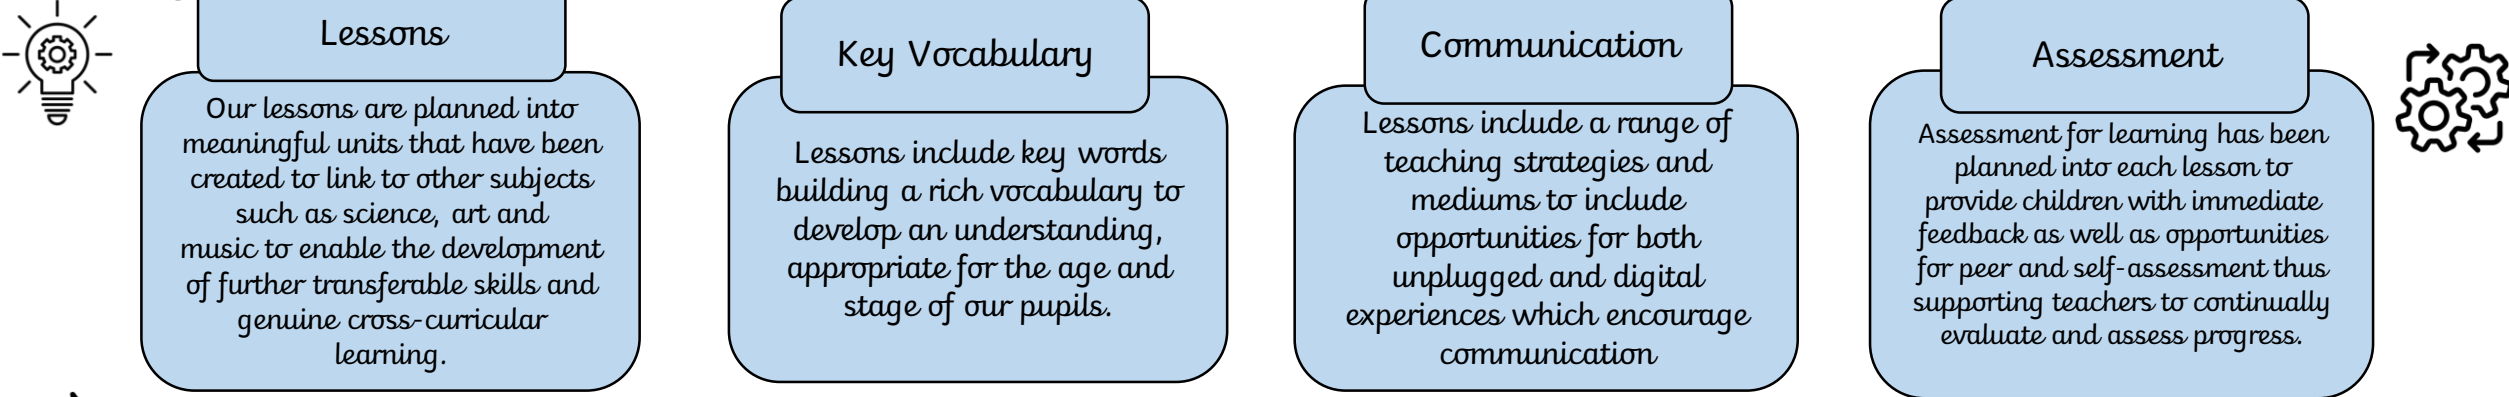 Lessons
Our lessons are planned into
meaningful units that have been
created to link to other subjects
such as science, art and
music to enable the development
of further transferable skills and
genuine cross-curricular
learning.
Key Vocabulary
Lessons include key words
building a rich vocabulary to
develop an understanding,
appropriate for the age and
stage of our pupils.
Communication
Lessons include a range of
teaching strategies and
mediums to include
opportunities for both
unplugged and digital
experiences which encourage
communication
Assessment
Assessment for learning has been
planned into each lesson to
provide children with immediate
feedback as well as opportunities
for peer and self-assessment thus
supporting teachers to continually
evaluate and assess progress.